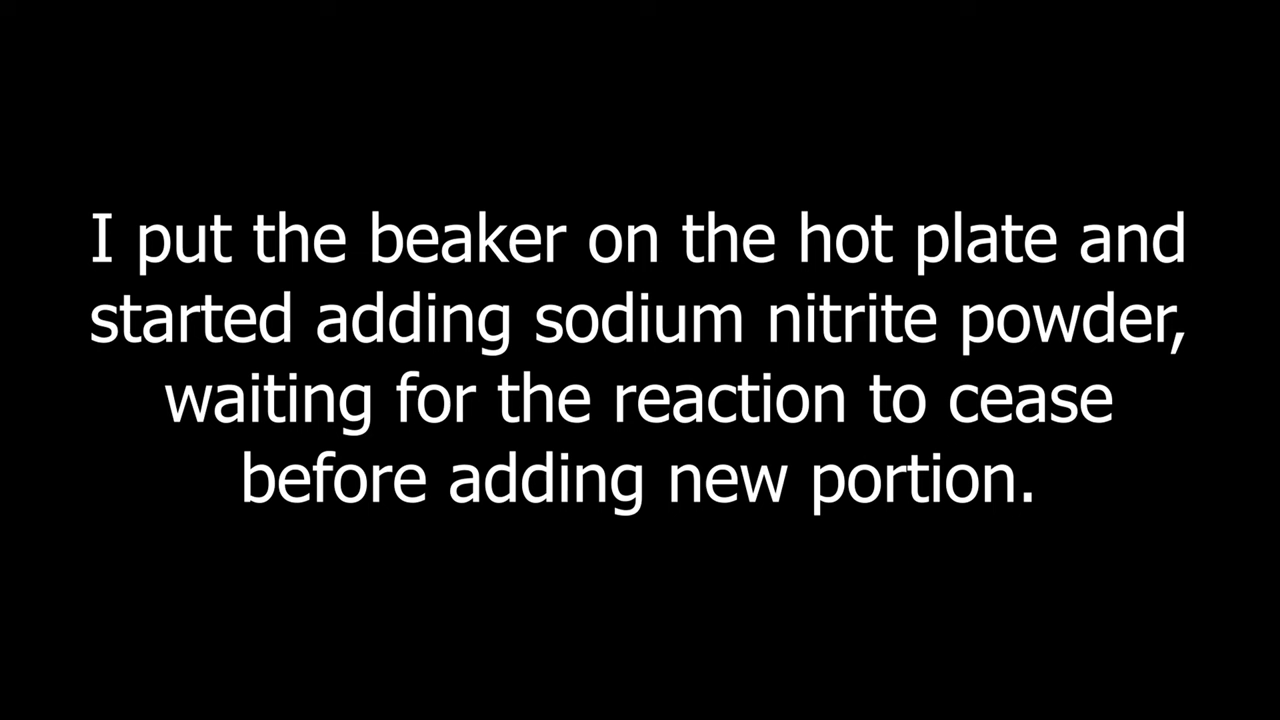 I put the beaker on the hot plate and
started adding sodium nitrite powder,
waiting for the reaction to cease
before adding new portion.